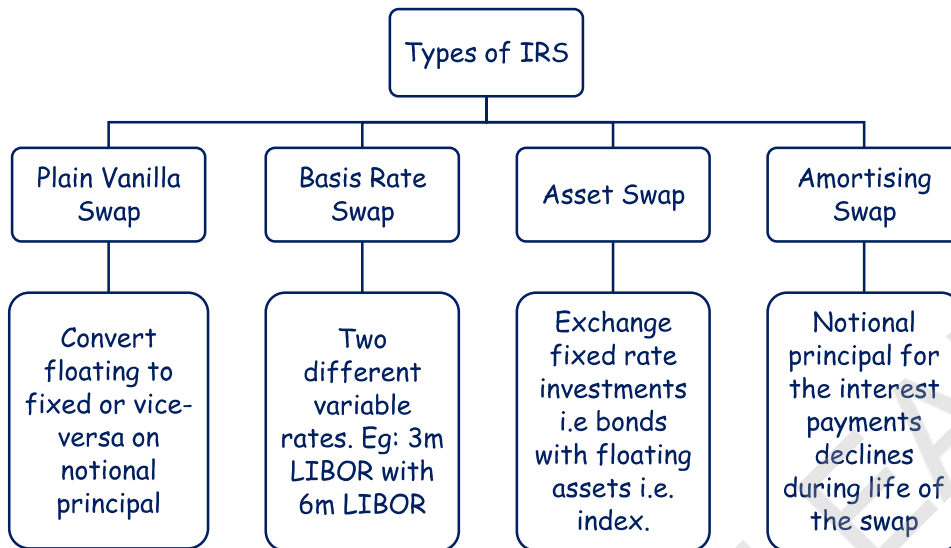 Types of IRS
Plain Vanilla
Swap
Basis Rate
Swap
Asset Swap
Amortising
Swap
Convert
floating to
fixed or vice-
versa on
notional
principal
Two
different
variable
rates. Eg: 3m
LIBOR with
6m LIBOR
Exchange
fixed rate
investments
i.e bonds
with floating
assets i.e.
index.
Notional
principal for
the interest
payments
declines
during life of
the swap